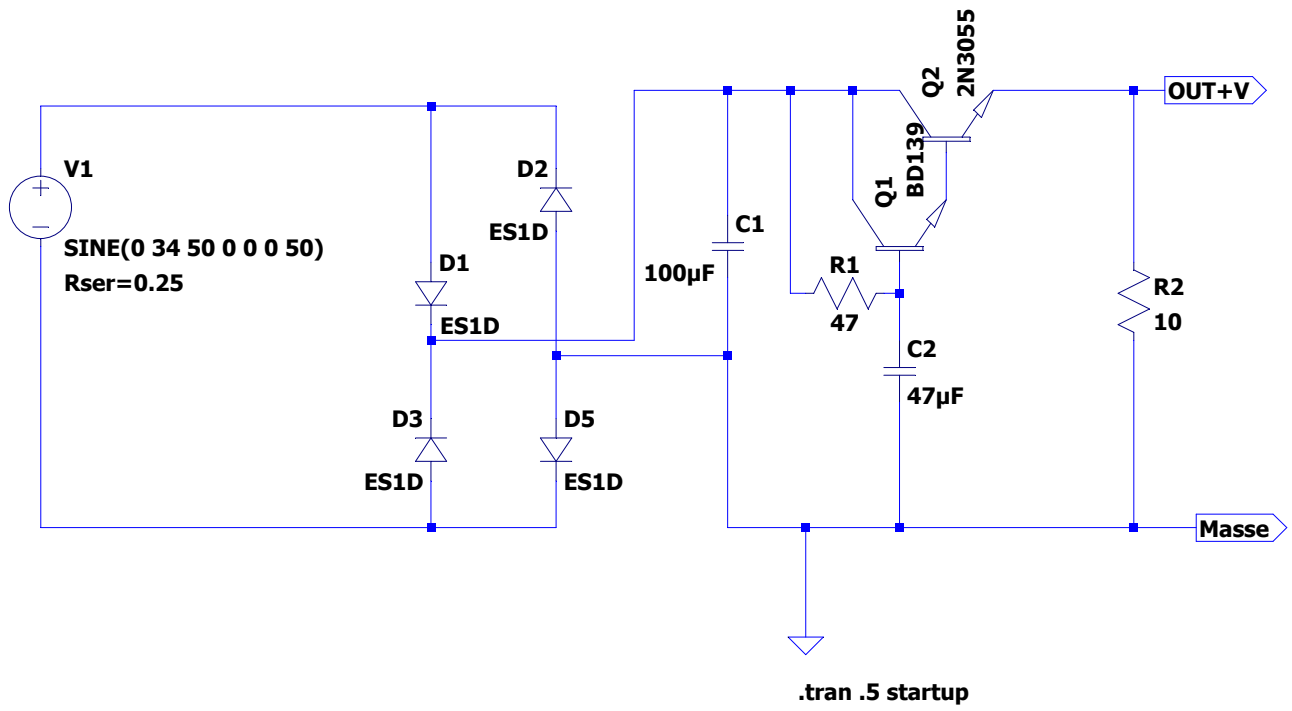 V1
SINE(0 34 50 0 0 0 50)
Rser=0.25
D1
ES1D
D2
ES1D
D3
ES1D
D5
ES1D
C1
100µF
R1
47
C2
47µF
Q1
BD139
Q2
2N3055
OUT+V
R2
10
Masse
.tran .5 startup